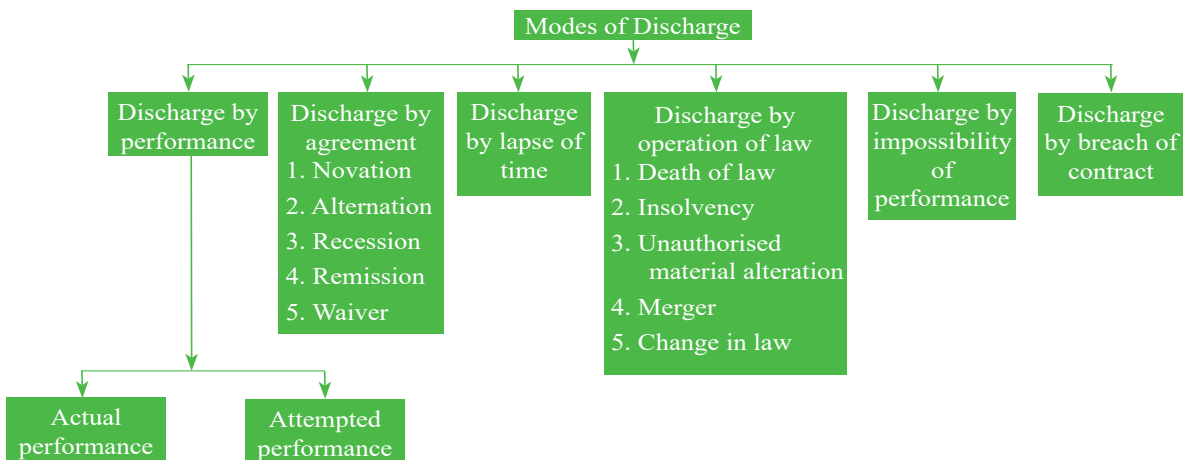 Modes of Discharge
Discharge by
performance
Discharge by
agreement
1. Novation
2. Alternation
3. Recession
4. Remission
5. Waiver
Discharge
by lapse of
time
Discharge by
operation of law
1. Death of law
2. Insolvency
3. Unauthorised
material alteration
4. Merger
5. Change in law
Discharge by
impossibility
of
performance
Discharge
by breach of
contract
Actual
performance
Attempted
performance